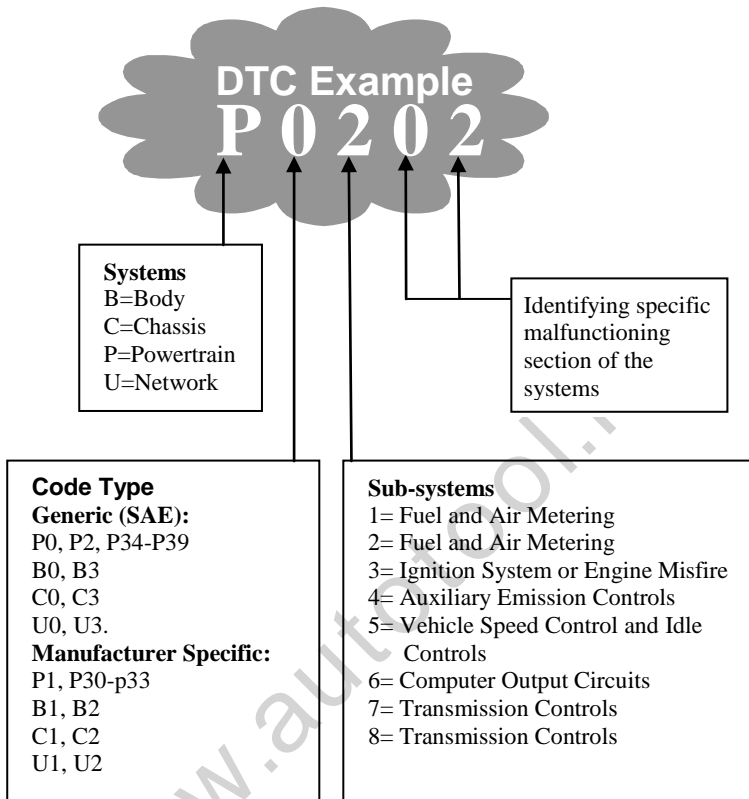 DTC Example
P 0 2 0 2
Systems
B=Body
C=Chassis
P=Powertrain
U=Network
Identifying specific
malfunctioning
section of the
systems
Code Type
Generic (SAE):
P0, P2, P34-P39
B0, B3
C0, C3
U0, U3.
Manufacturer Specific:
P1, P30-p33
B1, B2
C1, C2
U1, U2
Sub-systems
1= Fuel and Air Metering
2= Fuel and Air Metering
3= Ignition System or Engine Misfire
4= Auxiliary Emission Controls
5= Vehicle Speed Control and Idle
Controls
6= Computer Output Circuits
7= Transmission Controls
8= Transmission Controls